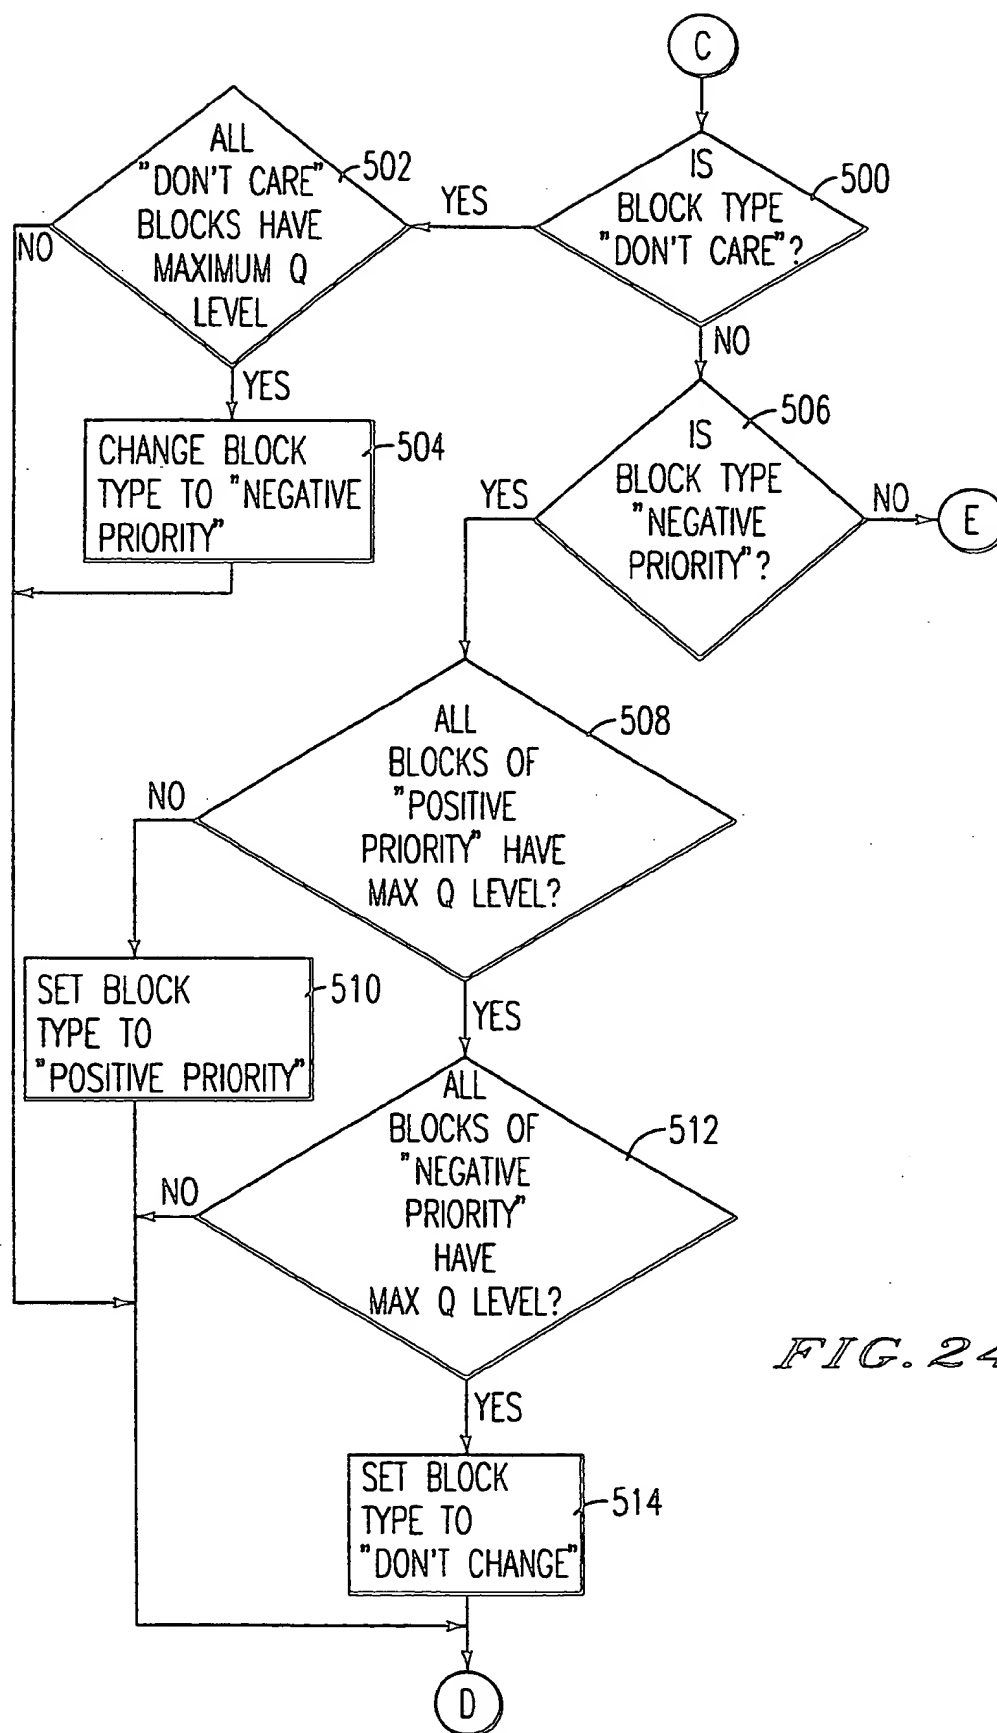 C
IS
BLOCK TYPE
"DON'T CARE"?
500
YES
ALL
"DON'T CARE"
BLOCKS HAVE
MAXIMUM Q
LEVEL
502
NO
YES
CHANGE BLOCK
TYPE TO "NEGATIVE
PRIORITY"
504
NO
IS
BLOCK TYPE
"NEGATIVE
PRIORITY"?
506
NO
E
YES
ALL
BLOCKS OF
"POSITIVE
PRIORITY" HAVE
MAX Q LEVEL?
508
NO
SET BLOCK
TYPE TO
"POSITIVE PRIORITY"
510
YES
ALL
BLOCKS OF
"NEGATIVE
PRIORITY"
HAVE
MAX Q LEVEL?
512
NO
YES
SET BLOCK
TYPE TO
"DON'T CHANGE"
514
D
FIG. 24